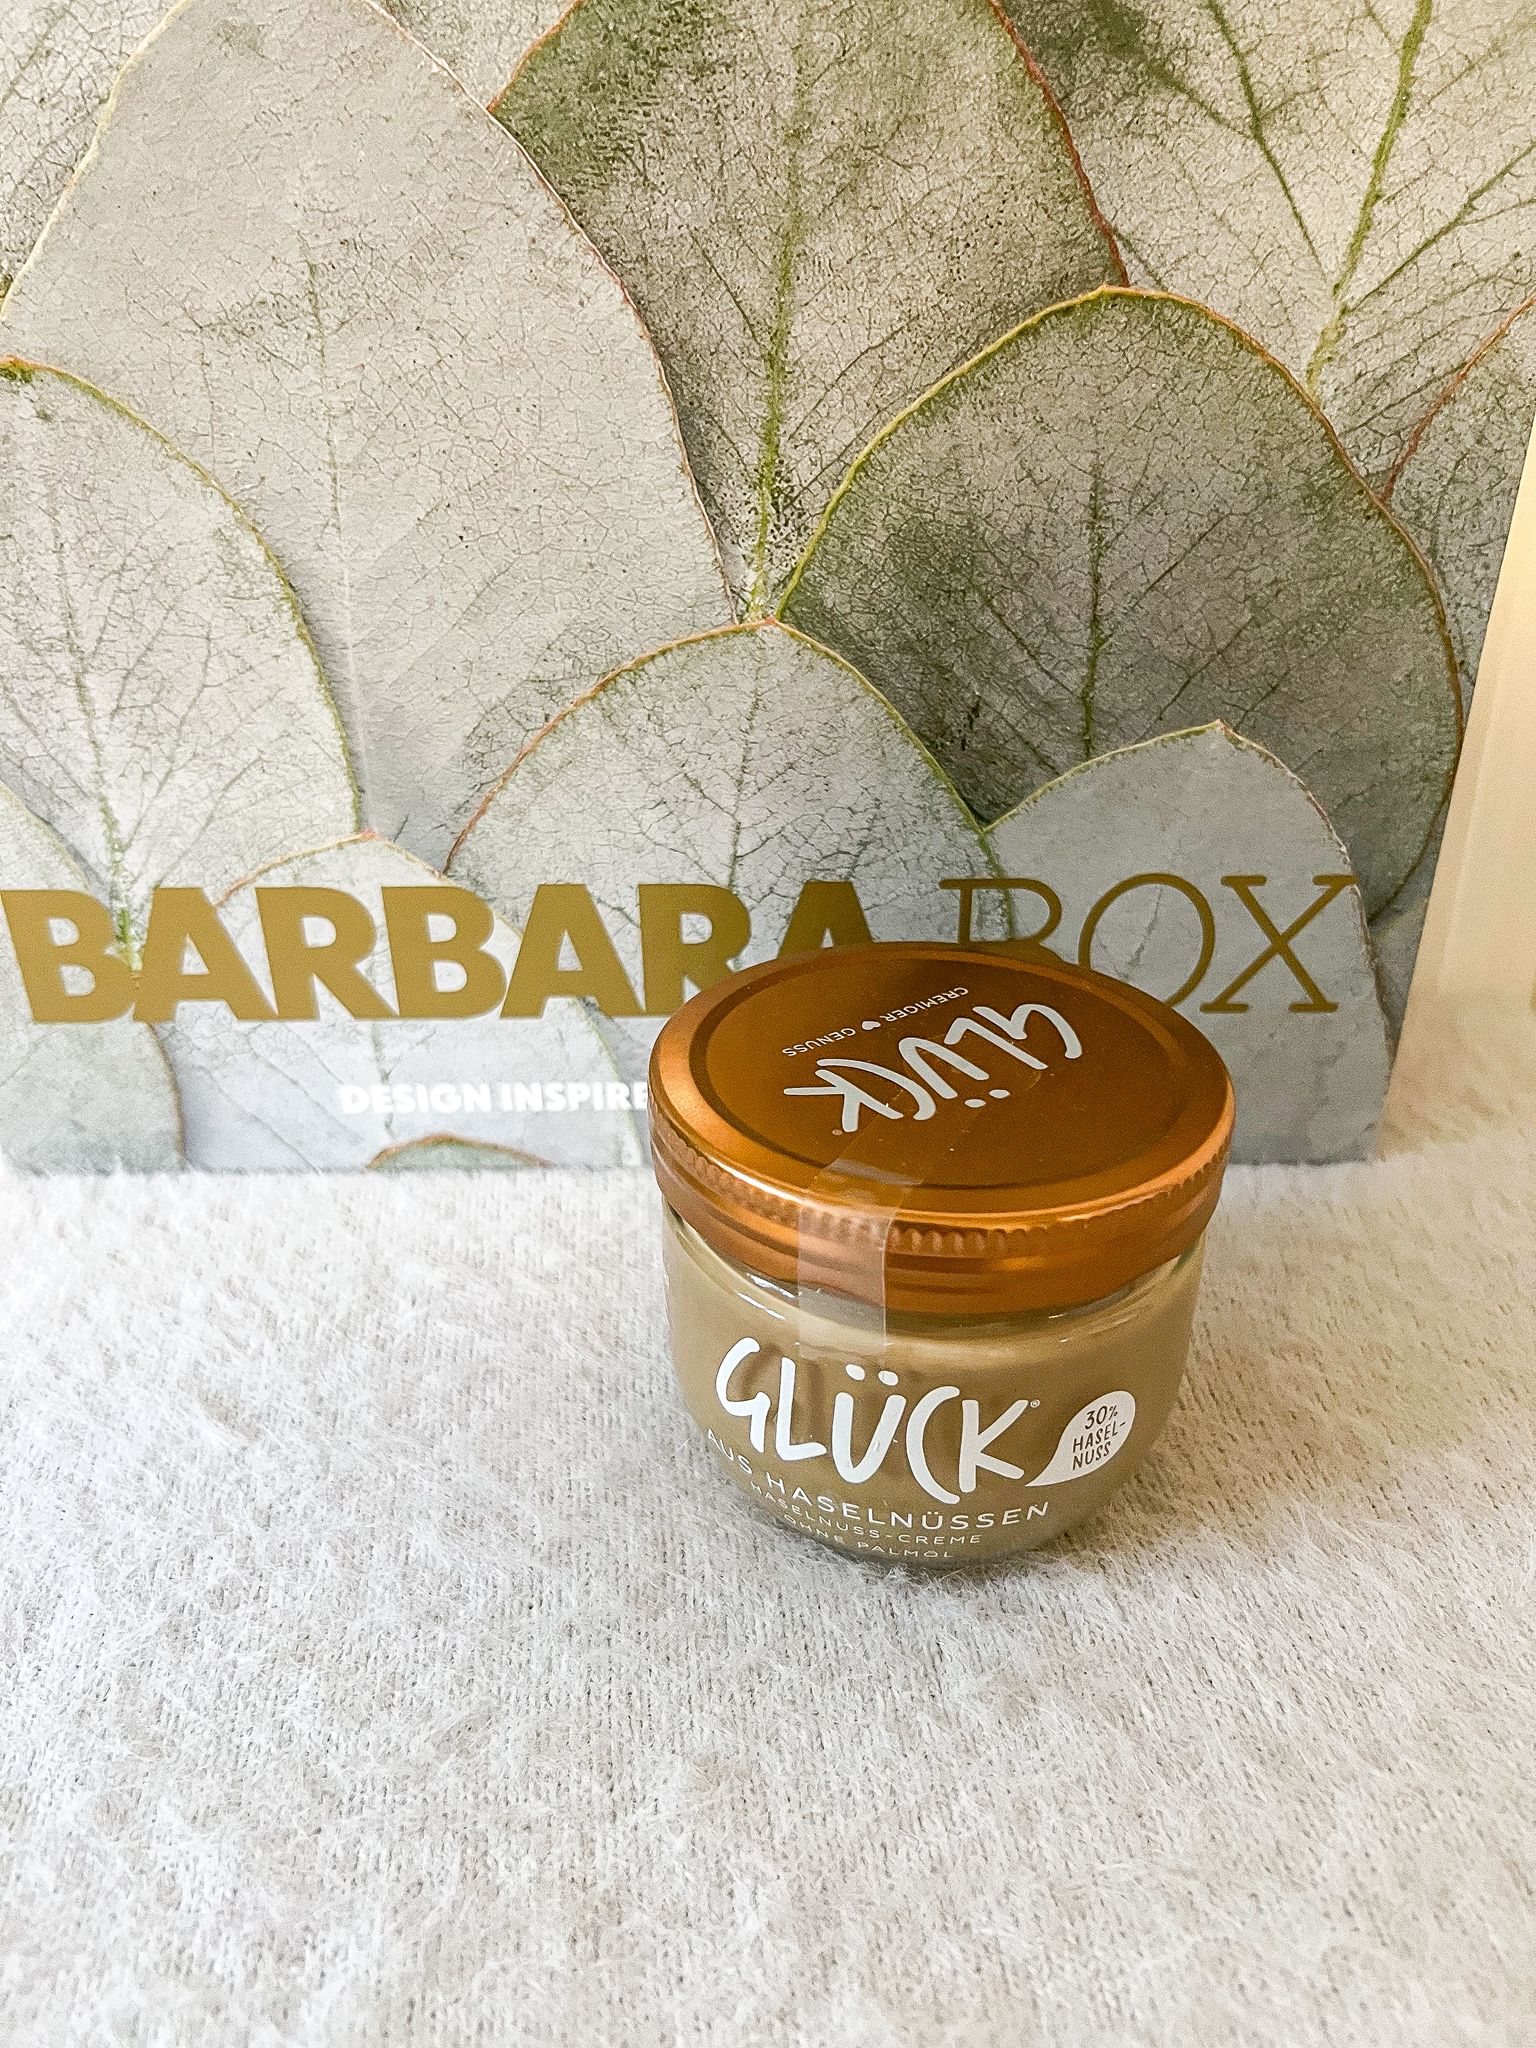 BARBARA BOX
DESIGN INSPIRE
GLÜCK
CREMIGER GENUSS
GLÜCK®
30%
HASEL-
NUSS
AUS HASELNÜSSEN
HASELNUSS-CREME
OHNE PALMÖL